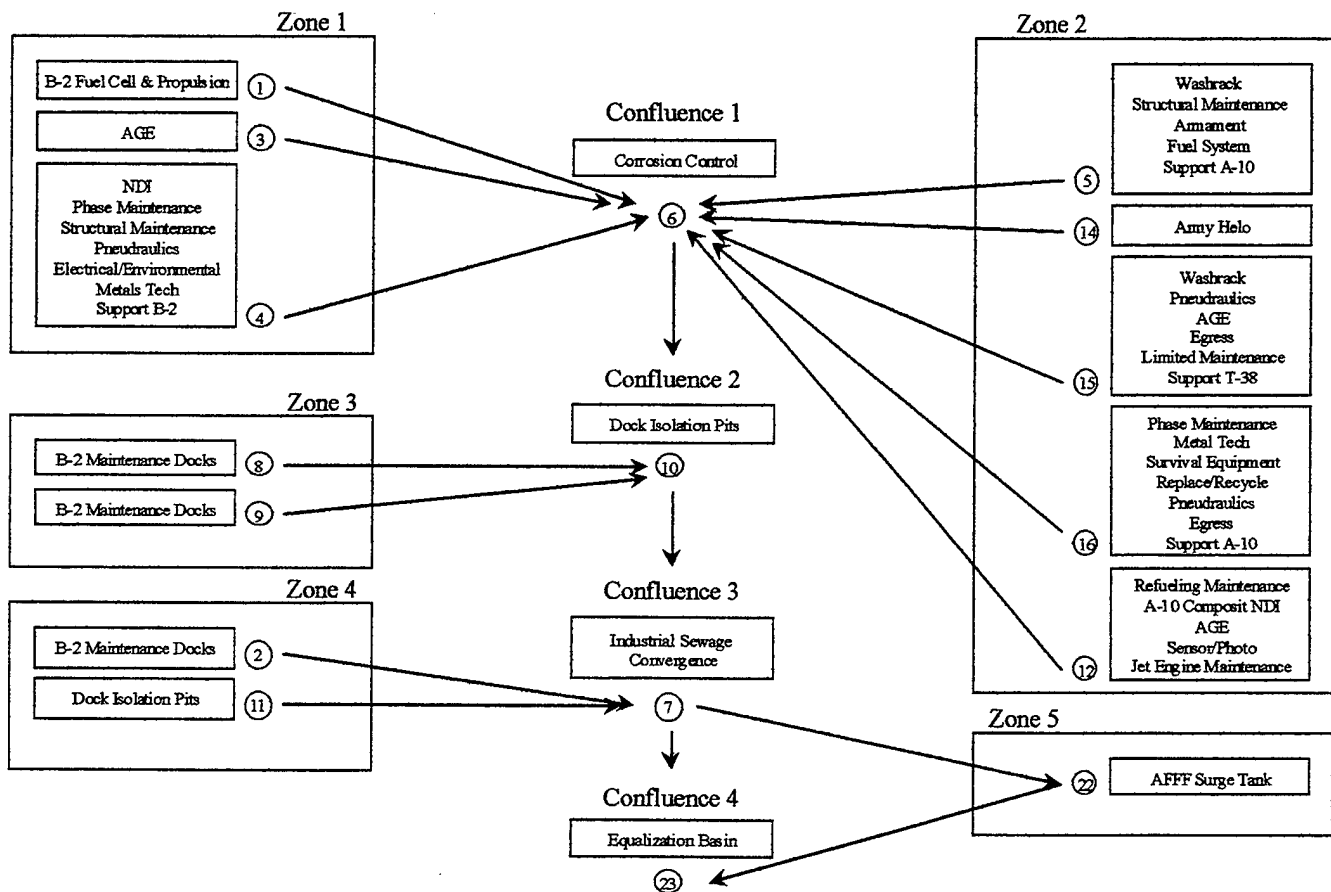 Zone 1
B-2 Fuel Cell & Propulsion
1
AGE
3
NDI
Phase Maintenance
Structural Maintenance
Pneudraulics
Electrical/Environmental
Metals Tech
Support B-2
4
Confluence 1
Corrosion Control
6
Zone 2
Washrack
Structural Maintenance
Armament
Fuel System
Support A-10
5
14
Army Helo
Washrack
Pneudraulics
AGE
Egress
Limited Maintenance
Support T-38
15
Phase Maintenance
Metal Tech
Survival Equipment
Replace/Recycle
Pneudraulics
Egress
Support A-10
16
Refueling Maintenance
A-10 Composit NDI
AGE
Sensor/Photo
Jet Engine Maintenance
12
Zone 3
B-2 Maintenance Docks
8
B-2 Maintenance Docks
9
Confluence 2
Dock Isolation Pits
10
Zone 4
B-2 Maintenance Docks
2
Dock Isolation Pits
11
Confluence 3
Industrial Sewage
Convergence
7
Zone 5
22
AFFF Surge Tank
Confluence 4
Equalization Basin
23